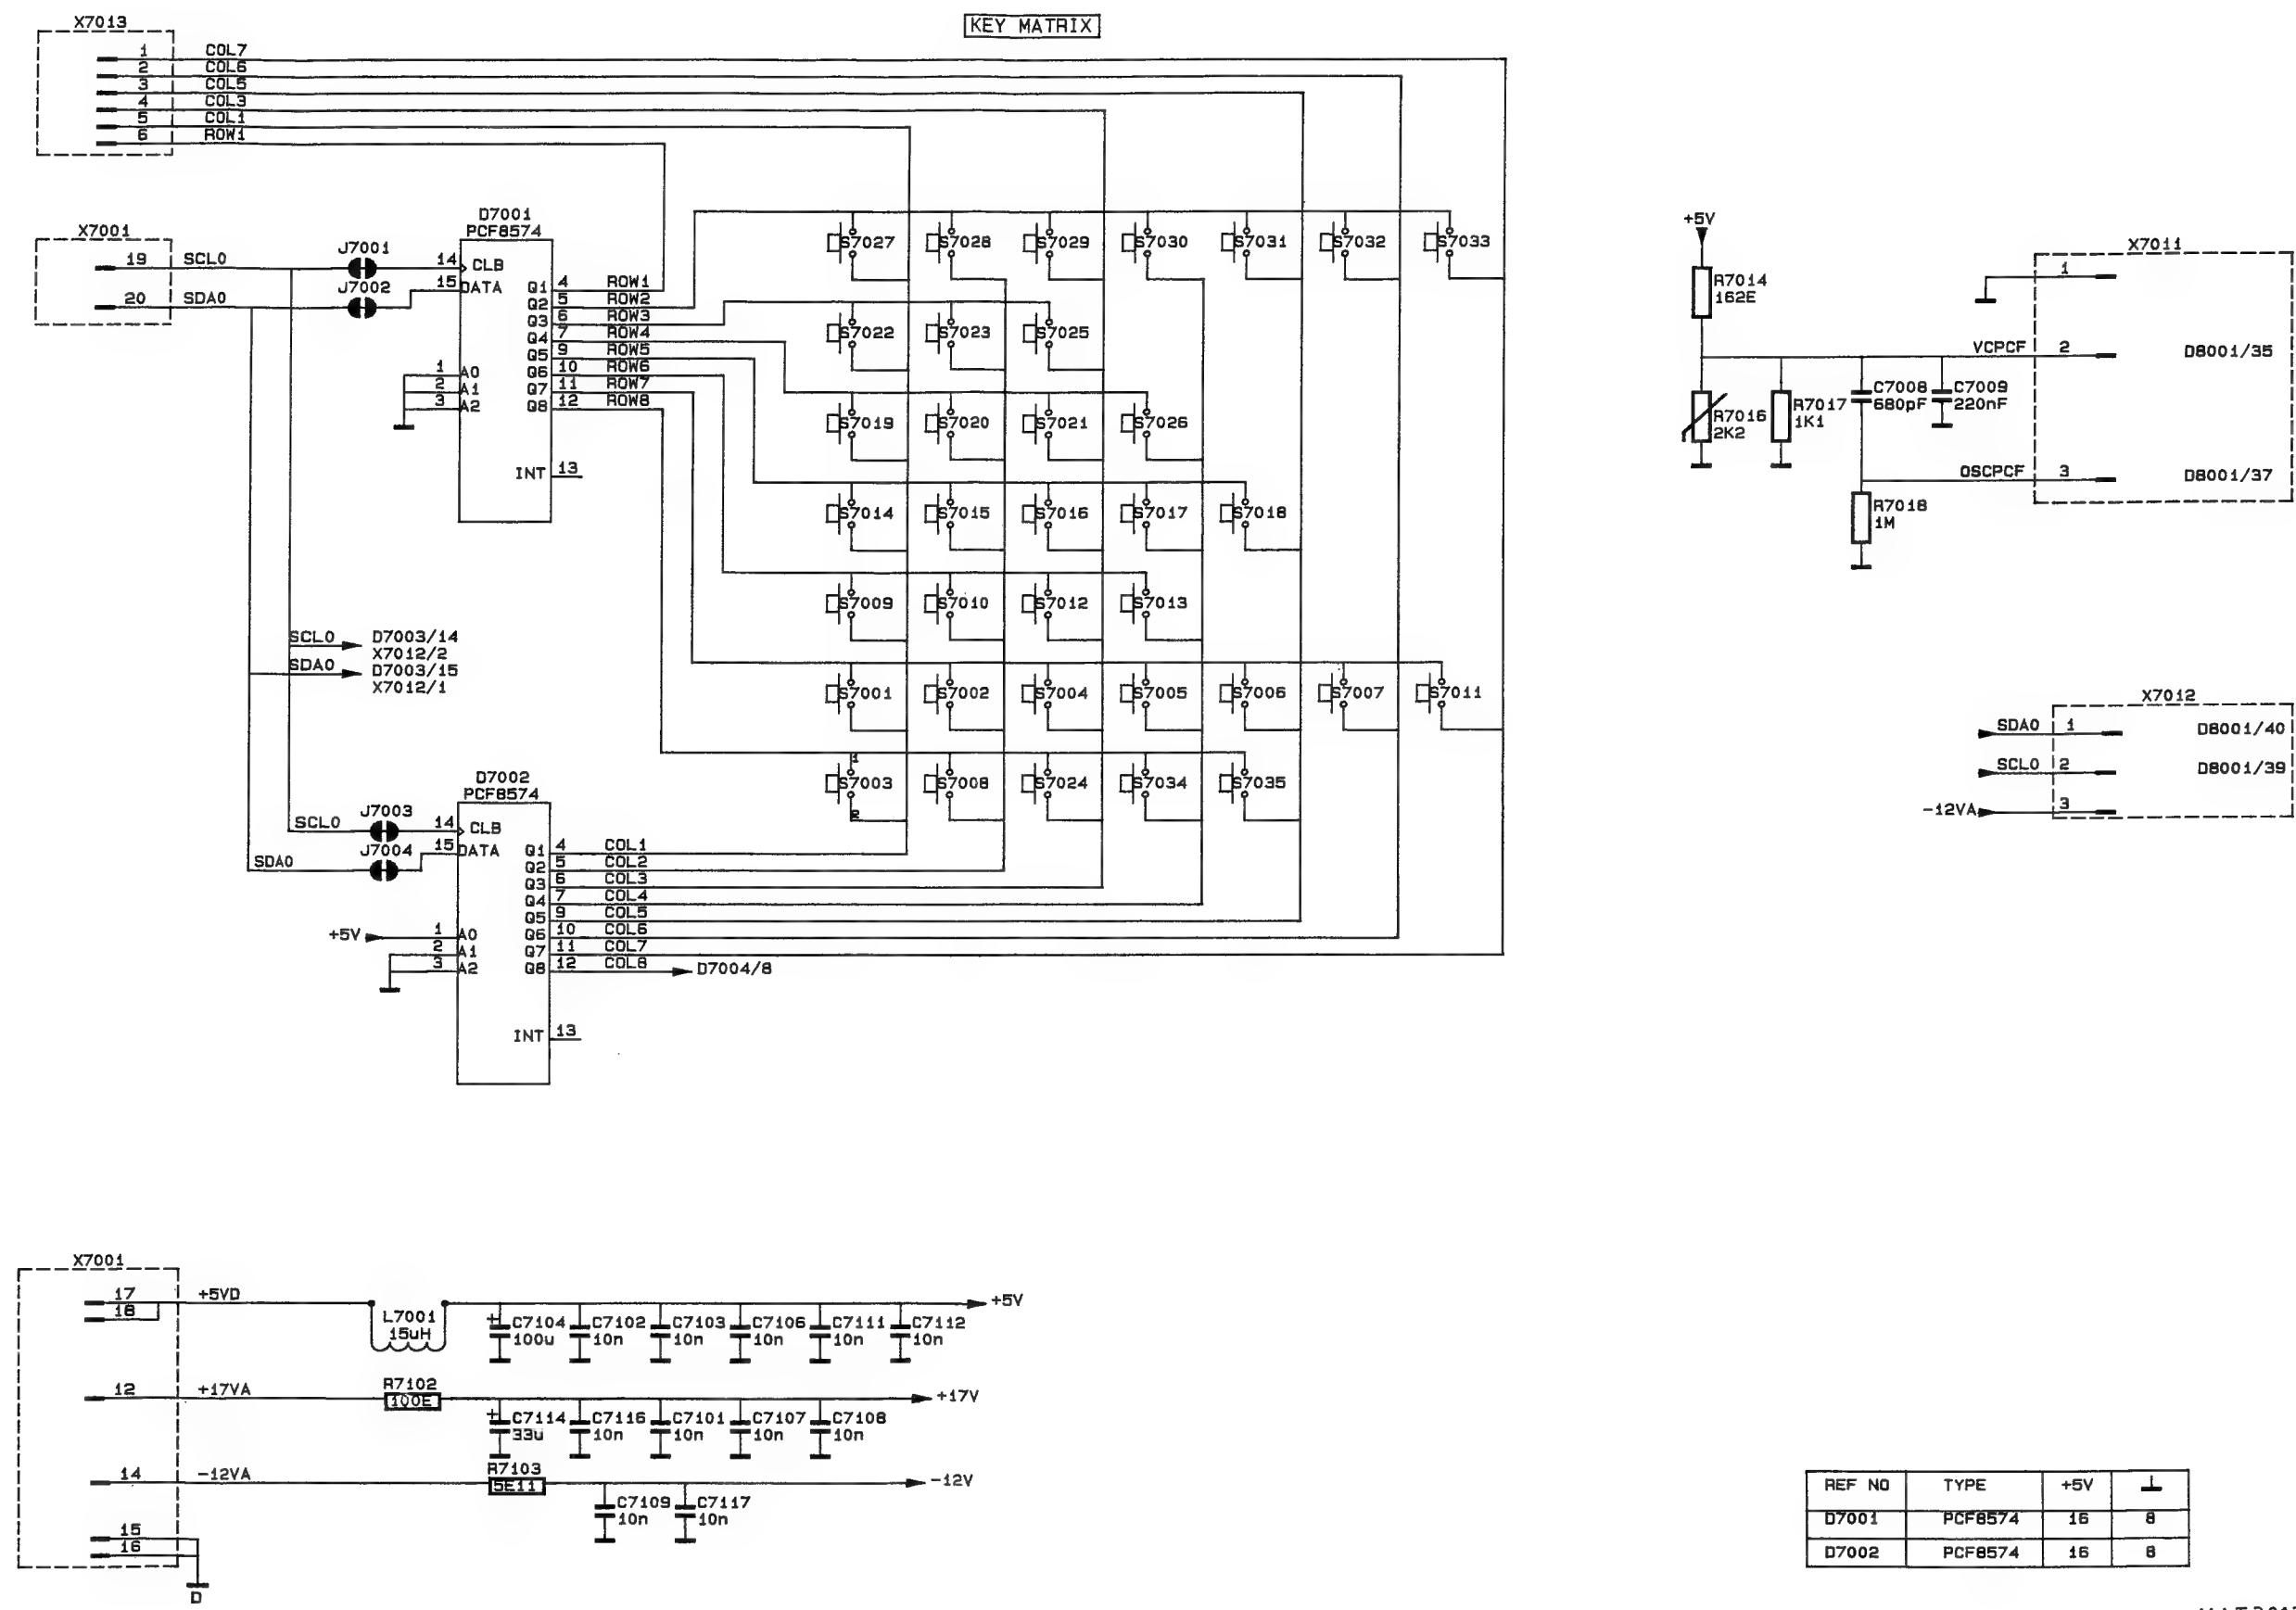 KEY MATRIX
X7013
1 COL7
2 COL6
3 COL5
4 COL3
5 COL1
6 ROW1
X7001
19 SCL0
20 SDA0
J7001
J7002
D7001
PCF8574
14 CLB
15 DATA
1 A0
2 A1
3 A2
Q1 4 ROW1
Q2 5 ROW2
Q3 6 ROW3
Q4 7 ROW4
Q5 9 ROW5
Q6 10 ROW6
Q7 11 ROW7
Q8 12 ROW8
INT 13
S7027 S7028 S7029 S7030 S7031 S7032 S7033
S7022 S7023 S7025
S7019 S7020 S7021 S7026
S7014 S7015 S7016 S7017 S7018
S7009 S7010 S7012 S7013
S7001 S7002 S7004 S7005 S7006 S7007 S7011
1
S7003 S7008 S7024 S7034 S7035
2
SCL0 D7003/14
X7012/2
SDA0 D7003/15
X7012/1
D7002
PCF8574
SCL0 J7003 14 CLB
SDA0 J7004 15 DATA
+5V 1 A0
2 A1
3 A2
Q1 4 COL1
Q2 5 COL2
Q3 6 COL3
Q4 7 COL4
Q5 9 COL5
Q6 10 COL6
Q7 11 COL7
Q8 12 COL8 D7004/8
INT 13
+5V
R7014
162E
R7016
2K2
R7017
1K1
C7008
680pF
C7009
220nF
R7018
1M
X7011
1
VCPCF 2 D8001/35
OSCPCF 3 D8001/37
X7012
SDA0 1 D8001/40
SCL0 2 D8001/39
-12VA 3
X7001
17 +5VD
18
L7001
15uH
+
C7104 C7102 C7103 C7106 C7111 C7112
100u 10n 10n 10n 10n 10n
+5V
12 +17VA
R7102
100E
+
C7114 C7116 C7101 C7107 C7108
33u 10n 10n 10n 10n
+17V
14 -12VA
R7103
5E11
C7109 C7117
10n 10n
-12V
15
16
D
REF NO TYPE +5V
D7001 PCF8574 16 8
D7002 PCF8574 16 8